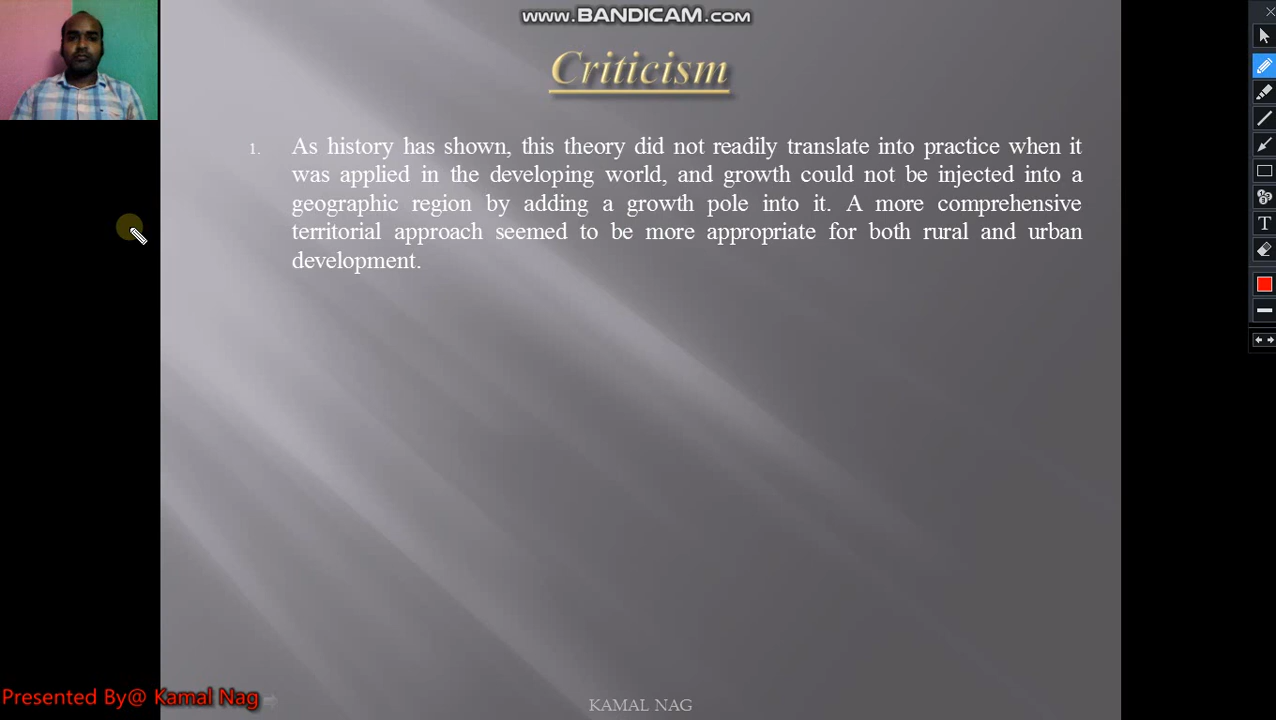 www.BANDICAM.com
Criticism
1. As history has shown, this theory did not readily translate into practice when it
was applied in the developing world, and growth could not be injected into a
geographic region by adding a growth pole into it. A more comprehensive
territorial approach seemed to be more appropriate for both rural and urban
development.
T
Presented By@ Kamal Nag
KAMAL NAG